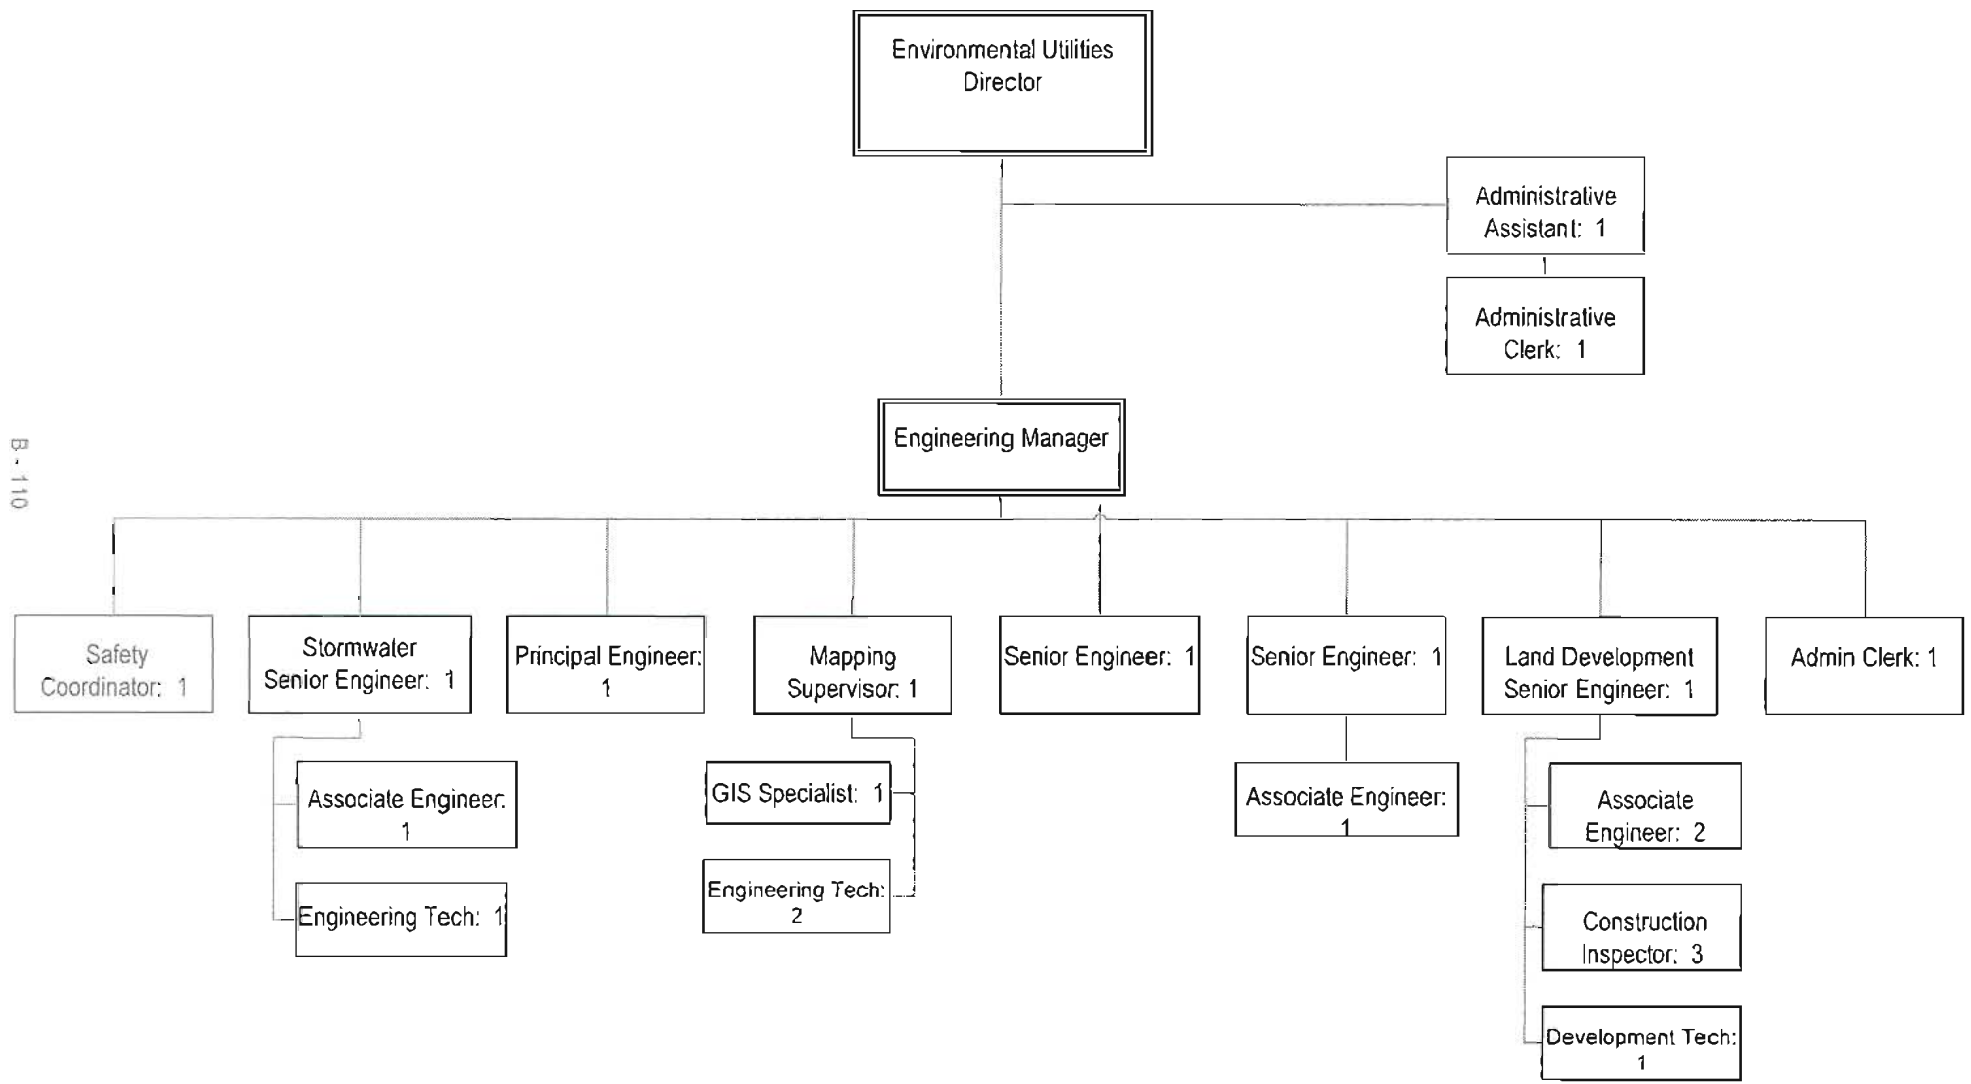 Environmental Utilities
Director
Administrative
Assistant: 1
Administrative
Clerk: 1
Engineering Manager
B - 110
Safety
Coordinator: 1
Stormwater
Senior Engineer: 1
Principal Engineer:
1
Mapping
Supervisor: 1
Senior Engineer: 1
Senior Engineer: 1
Land Development
Senior Engineer: 1
Admin Clerk: 1
Associate Engineer:
1
Engineering Tech: 1
GIS Specialist: 1
Engineering Tech:
2
Associate Engineer:
1
Associate
Engineer: 2
Construction
Inspector: 3
Development Tech:
1